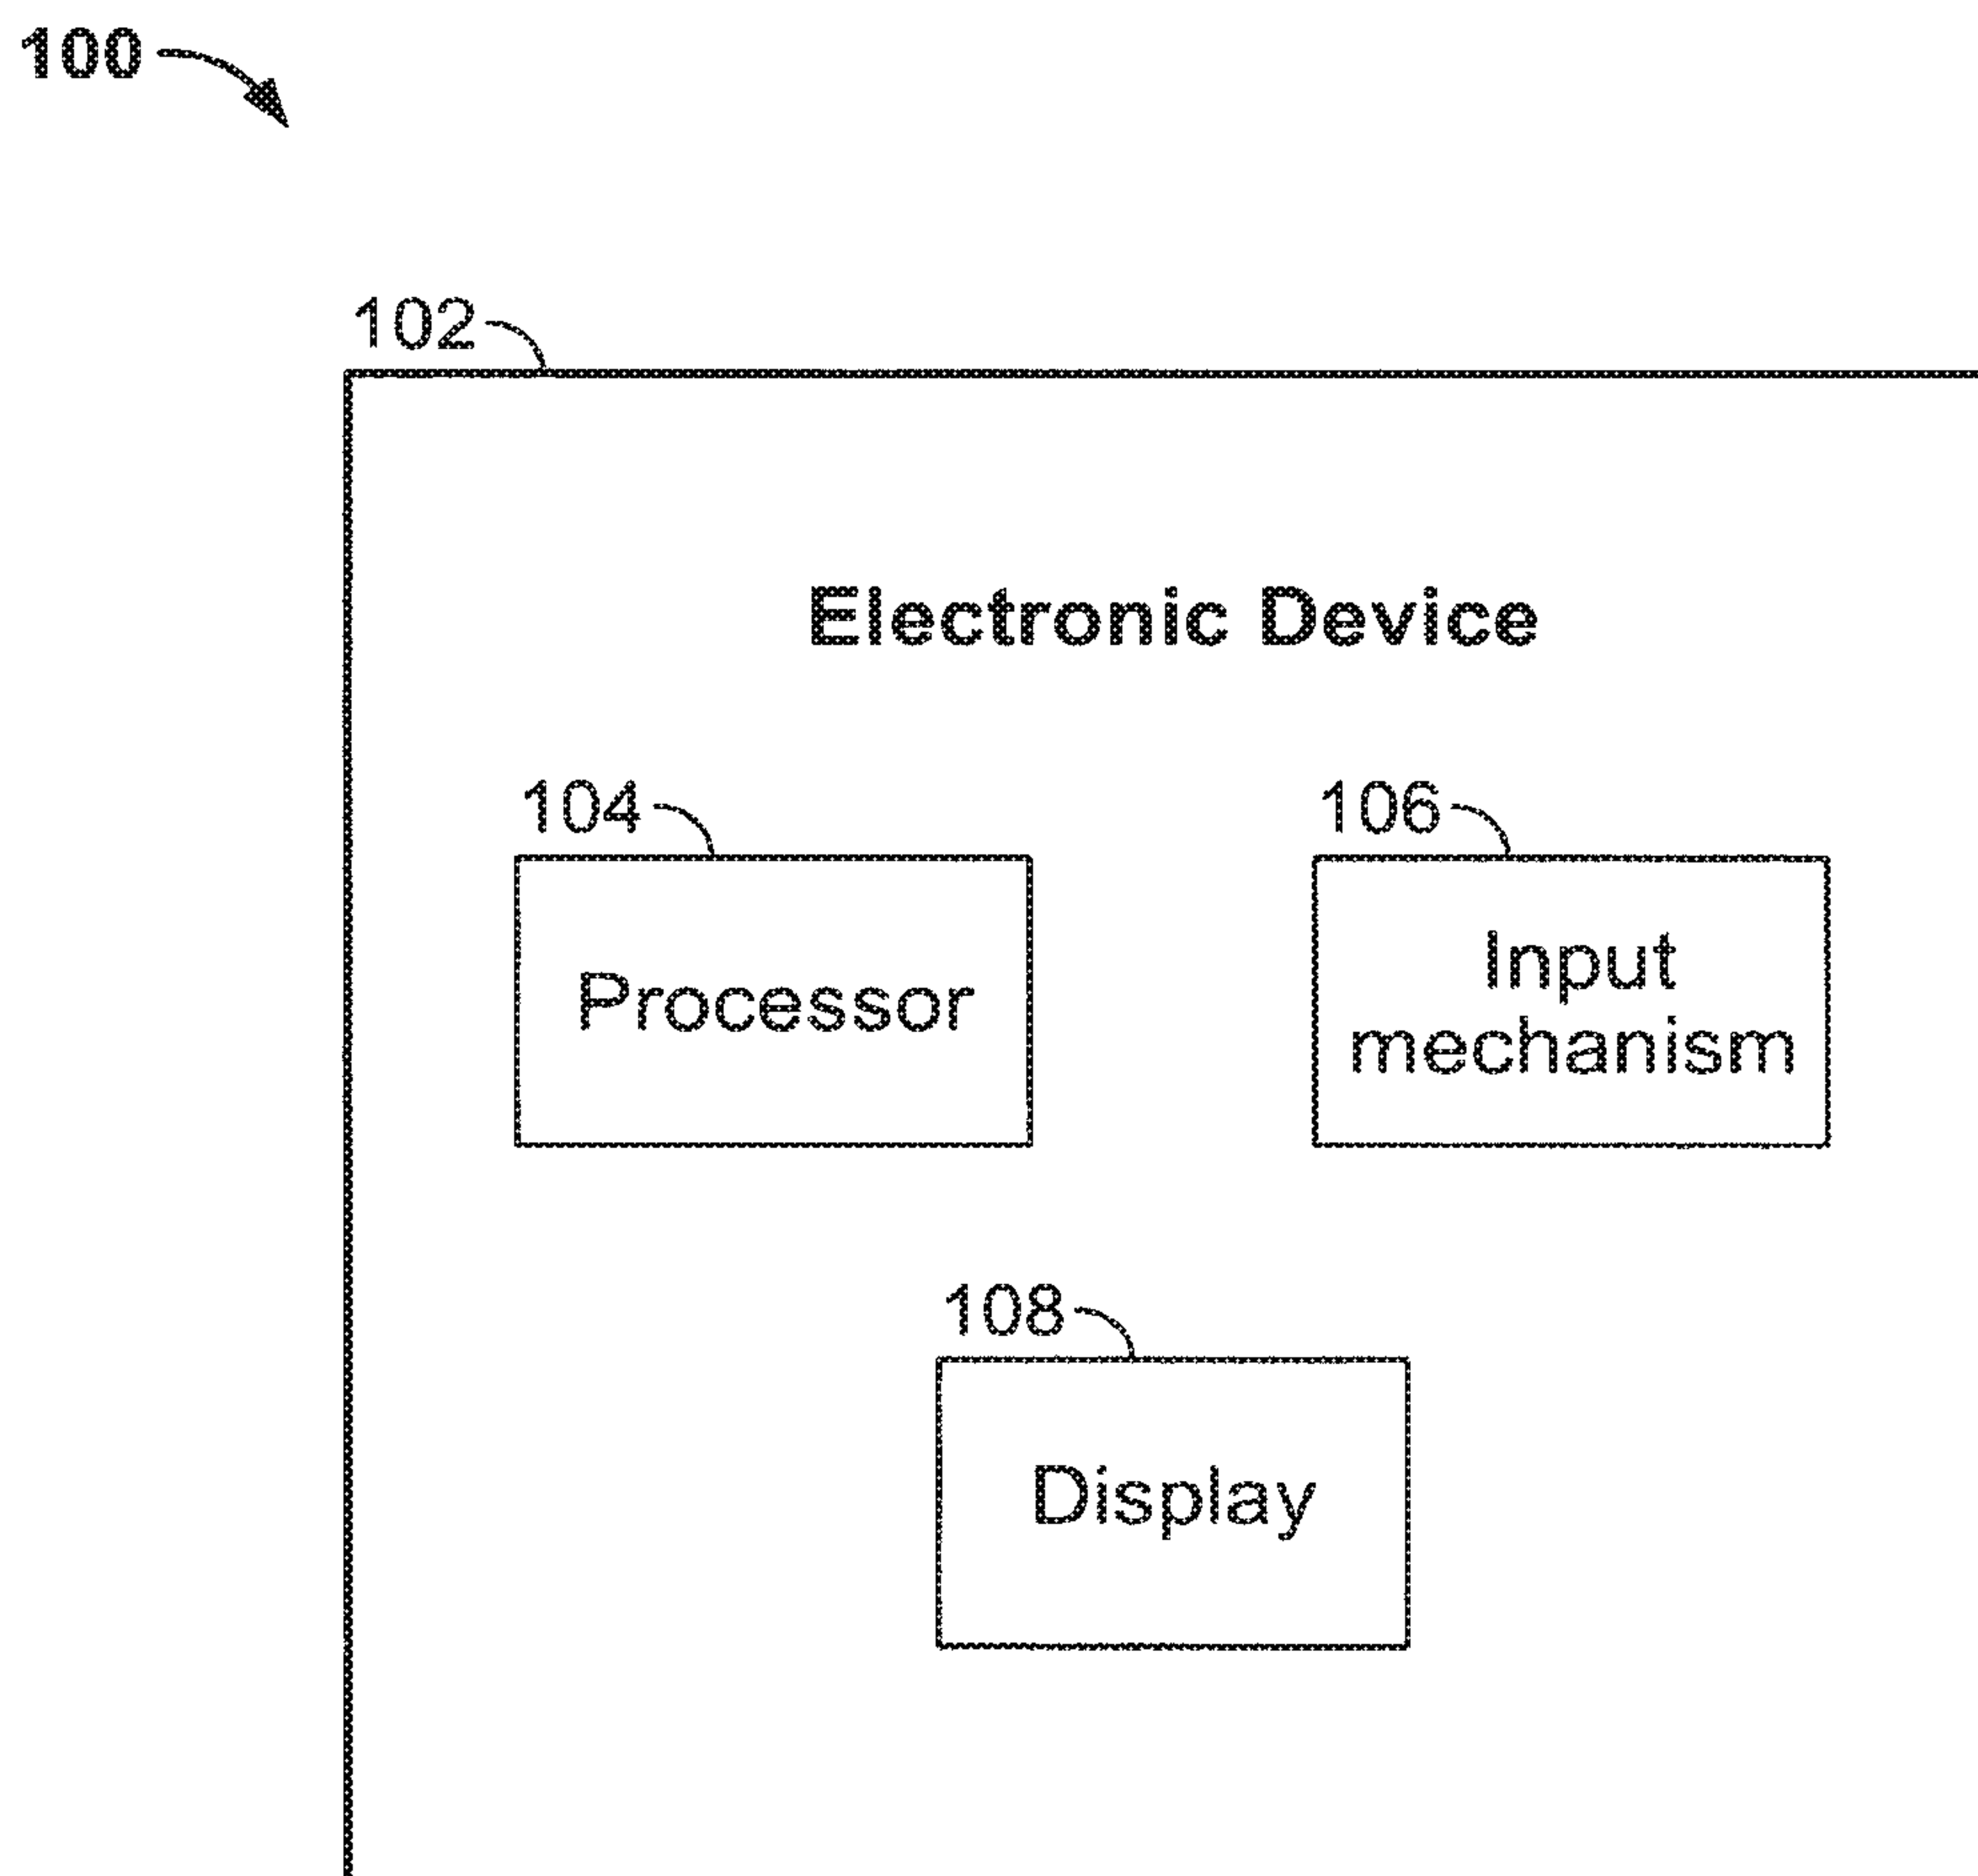 100
102
Electronic Device
104
106
Processor
Input
mechanism
108
Display